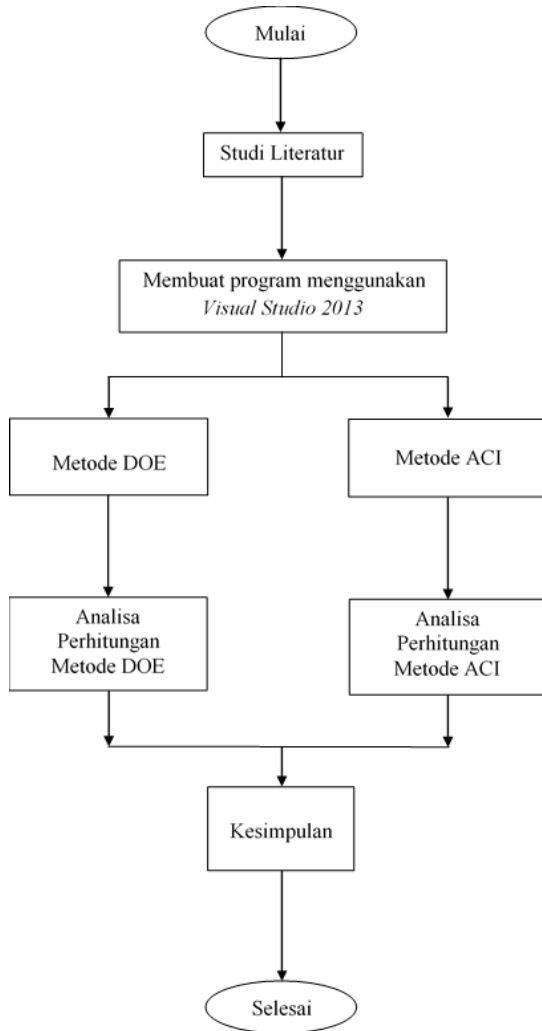 Mulai
Studi Literatur
Membuat program menggunakan
Visual Studio 2013
Metode DOE
Metode ACI
Analisa
Perhitungan
Metode DOE
Analisa
Perhitungan
Metode ACI
Kesimpulan
Selesai